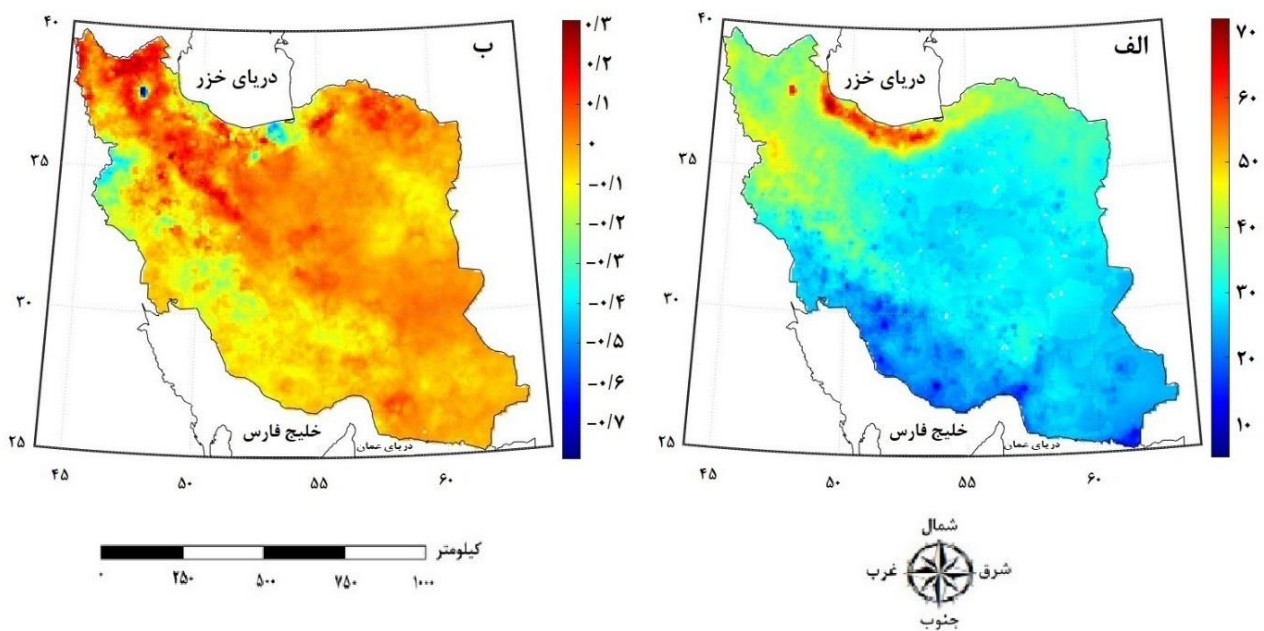 الف
۴۰
۳۵
۳۰
۲۵
۴۵
۵۰
۵۵
۶۰
دریای خزر
خلیج فارس
دریای عمان
۷۰
۶۰
۵۰
۴۰
۳۰
۲۰
۱۰
ب
۴۰
۳۵
۳۰
۲۵
۴۵
۵۰
۵۵
۶۰
دریای خزر
خلیج فارس
دریای عمان
۰/۳
۰/۲
۰/۱
۰
-۰/۱
-۰/۲
-۰/۳
-۰/۴
-۰/۵
-۰/۶
-۰/۷
شمال
شرق
غرب
جنوب
کیلومتر
۰ ۲۵۰ ۵۰۰ ۷۵۰ ۱۰۰۰